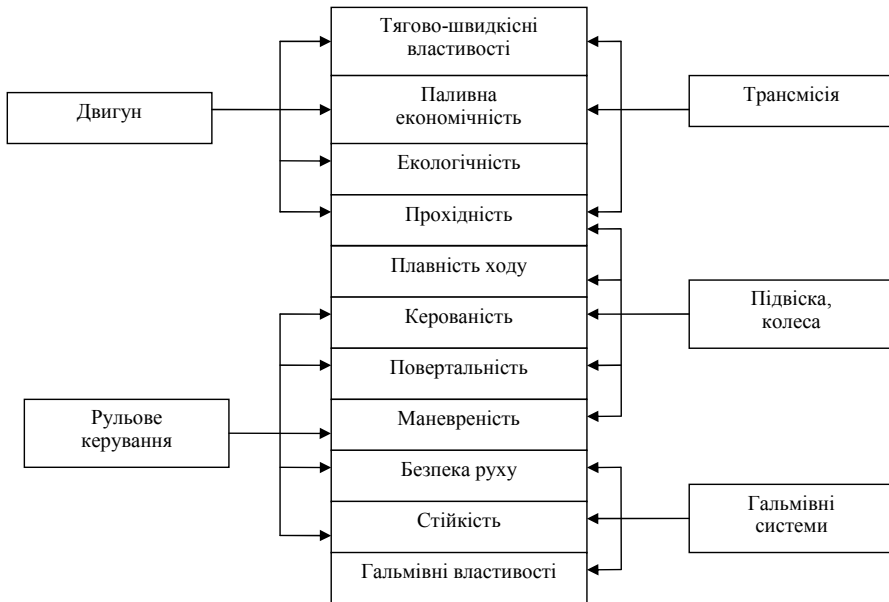 Тягово-швидкісні
властивості
Двигун
Паливна
економічність
Трансмісія
Екологічність
Прохідність
Плавність ходу
Керованість
Підвіска,
колеса
Повертальність
Рульове
керування
Маневреність
Безпека руху
Стійкість
Гальмівні
системи
Гальмівні властивості